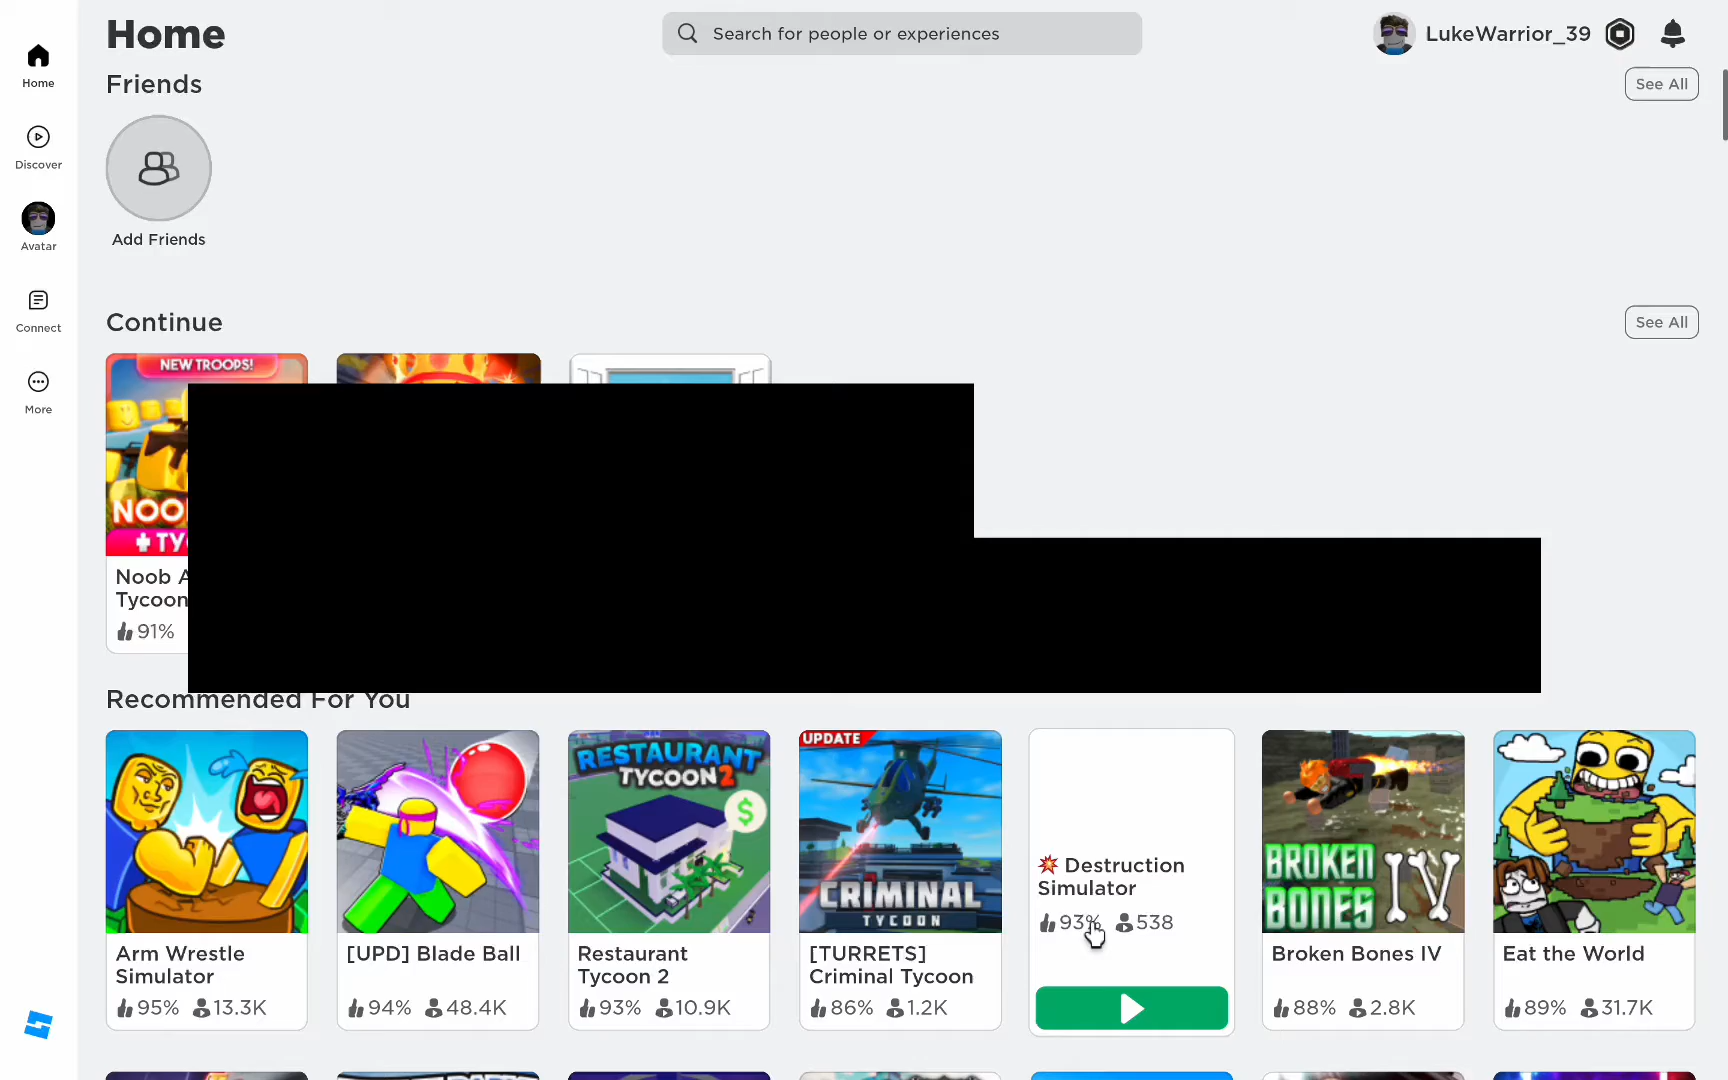 Home
Search for people or experiences
LukeWarrior_39
Home
Friends
See All
Discover
Add Friends
Avatar
Connect
Continue
See All
More
NEW TROOPS!
NOO
+ TY
Noob A
Tycoon
91%
Recommended For You
RESTAURANT
TYCOON 2
$
UPDATE
CRIMINAL
TYCOON
💥 Destruction
Simulator
93% 538
BROKEN
BONES IV
Arm Wrestle
Simulator
95% 13.3K
[UPD] Blade Ball
94% 48.4K
Restaurant
Tycoon 2
93% 10.9K
[TURRETS]
Criminal Tycoon
86% 1.2K
Broken Bones IV
88% 2.8K
Eat the World
89% 31.7K